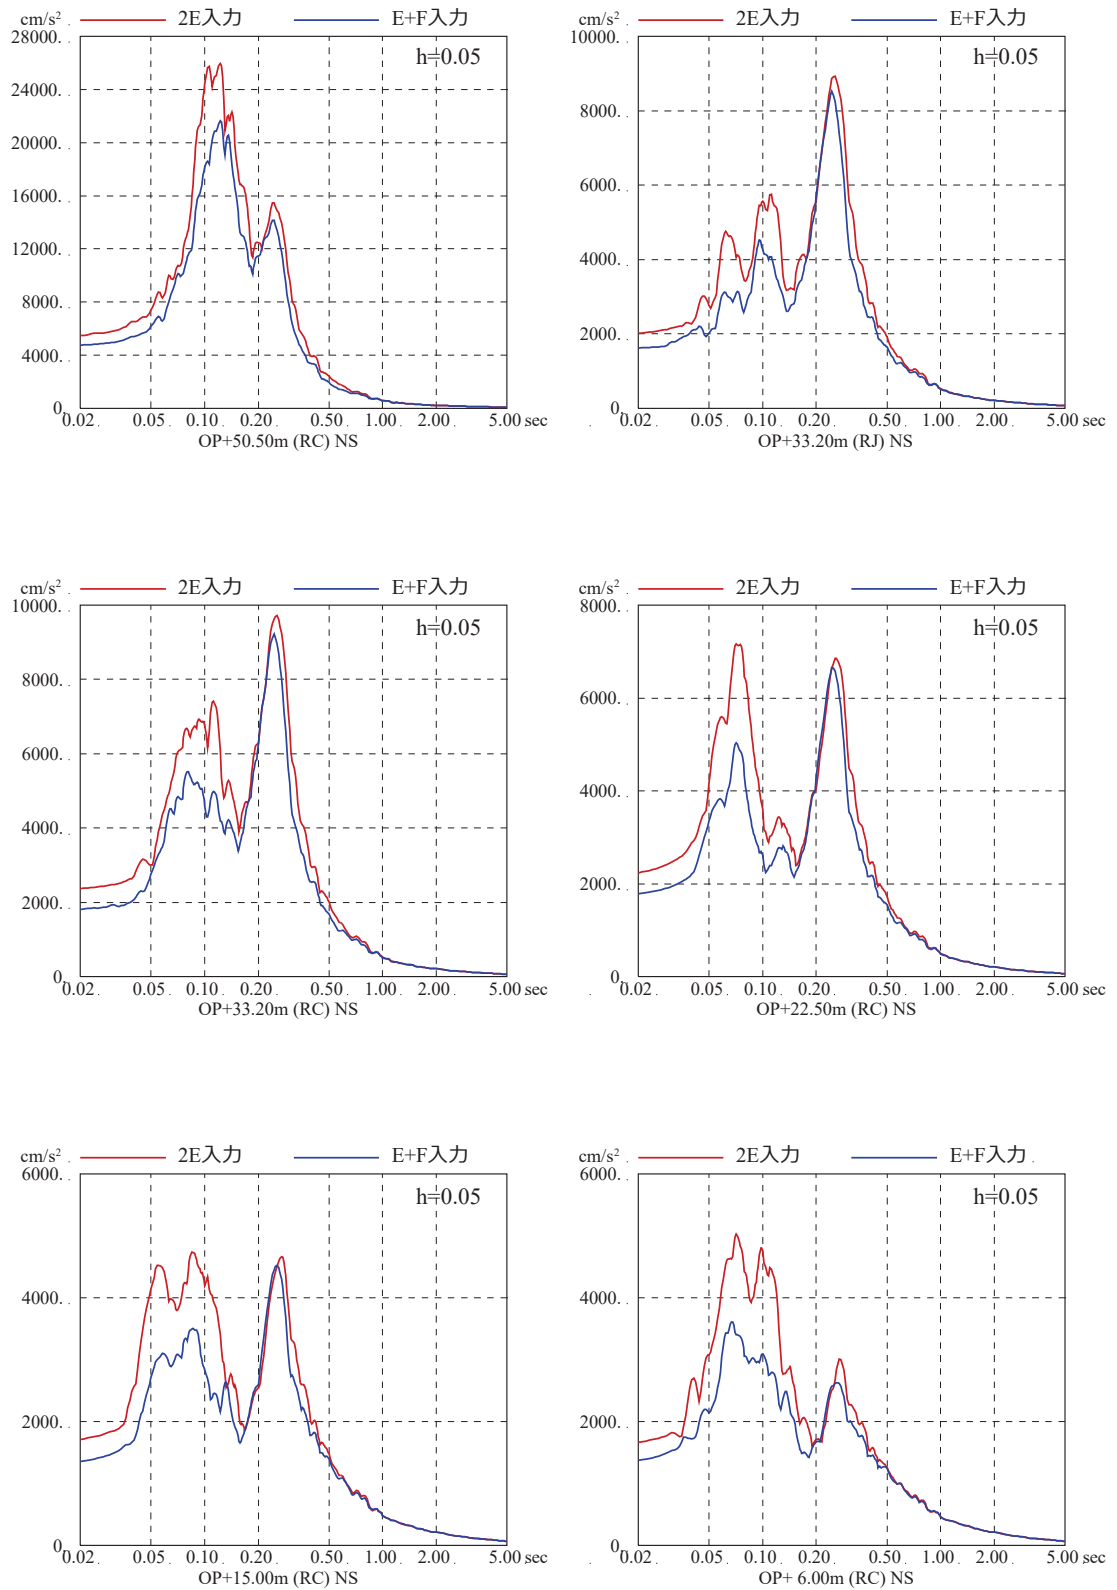 cm/s² 2E入力 E+F入力
28000.
24000.
20000.
16000.
12000.
8000.
4000.
0.
h=0.05
0.02 0.05 0.10 0.20 0.50 1.00 2.00 5.00 sec
OP+50.50m (RC) NS
cm/s² 2E入力 E+F入力
10000.
8000.
6000.
4000.
2000.
0.
h=0.05
0.02 0.05 0.10 0.20 0.50 1.00 2.00 5.00 sec
OP+33.20m (RJ) NS
cm/s² 2E入力 E+F入力
10000.
8000.
6000.
4000.
2000.
0.
h=0.05
0.02 0.05 0.10 0.20 0.50 1.00 2.00 5.00 sec
OP+33.20m (RC) NS
cm/s² 2E入力 E+F入力
8000.
6000.
4000.
2000.
0.
h=0.05
0.02 0.05 0.10 0.20 0.50 1.00 2.00 5.00 sec
OP+22.50m (RC) NS
cm/s² 2E入力 E+F入力
6000.
4000.
2000.
0.
h=0.05
0.02 0.05 0.10 0.20 0.50 1.00 2.00 5.00 sec
OP+15.00m (RC) NS
cm/s² 2E入力 E+F入力
6000.
4000.
2000.
0.
h=0.05
0.02 0.05 0.10 0.20 0.50 1.00 2.00 5.00 sec
OP+ 6.00m (RC) NS